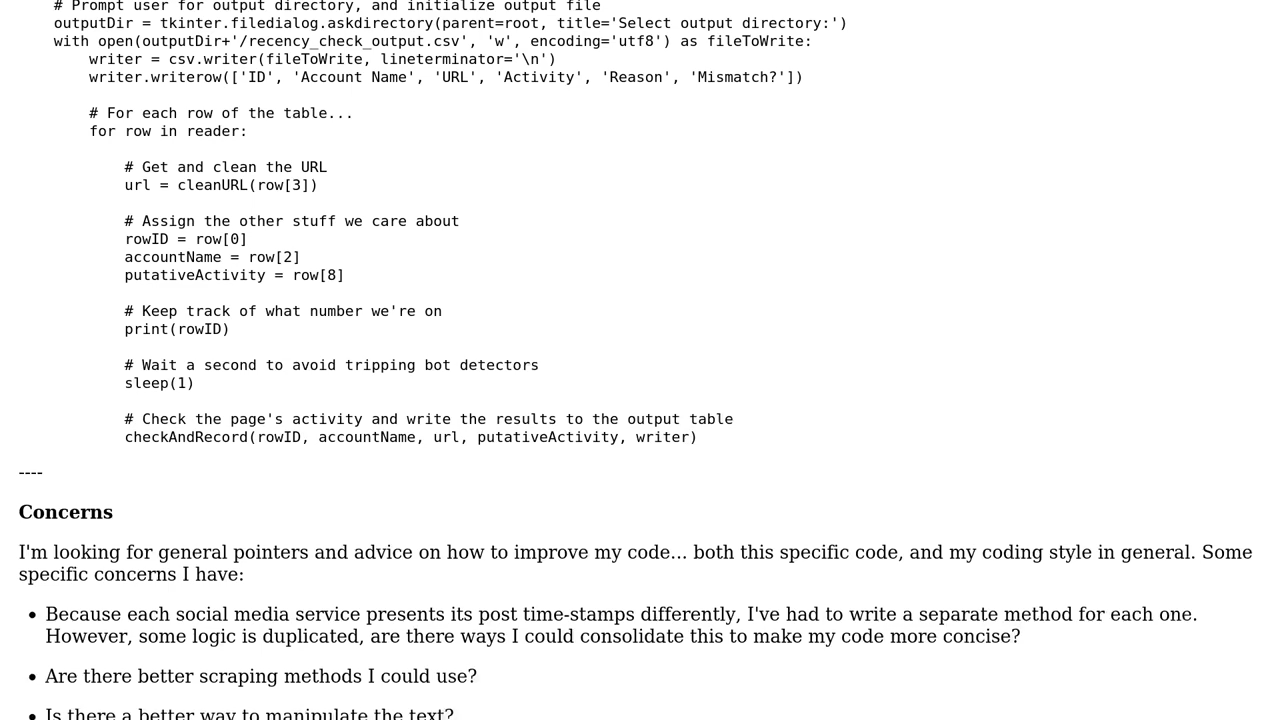 # Prompt user for output directory, and initialize output file
outputDir = tkinter.filedialog.askdirectory(parent=root, title='Select output directory:')
with open(outputDir+'/recency_check_output.csv', 'w', encoding='utf8') as fileToWrite:
    writer = csv.writer(fileToWrite, lineterminator='\n')
    writer.writerow(['ID', 'Account Name', 'URL', 'Activity', 'Reason', 'Mismatch?'])

    # For each row of the table...
    for row in reader:

        # Get and clean the URL
        url = cleanURL(row[3])

        # Assign the other stuff we care about
        rowID = row[0]
        accountName = row[2]
        putativeActivity = row[8]

        # Keep track of what number we're on
        print(rowID)

        # Wait a second to avoid tripping bot detectors
        sleep(1)

        # Check the page's activity and write the results to the output table
        checkAndRecord(rowID, accountName, url, putativeActivity, writer)
----
Concerns
I'm looking for general pointers and advice on how to improve my code... both this specific code, and my coding style in general. Some
specific concerns I have:
• Because each social media service presents its post time-stamps differently, I've had to write a separate method for each one.
However, some logic is duplicated, are there ways I could consolidate this to make my code more concise?
• Are there better scraping methods I could use?
• Is there a better way to manipulate the text?